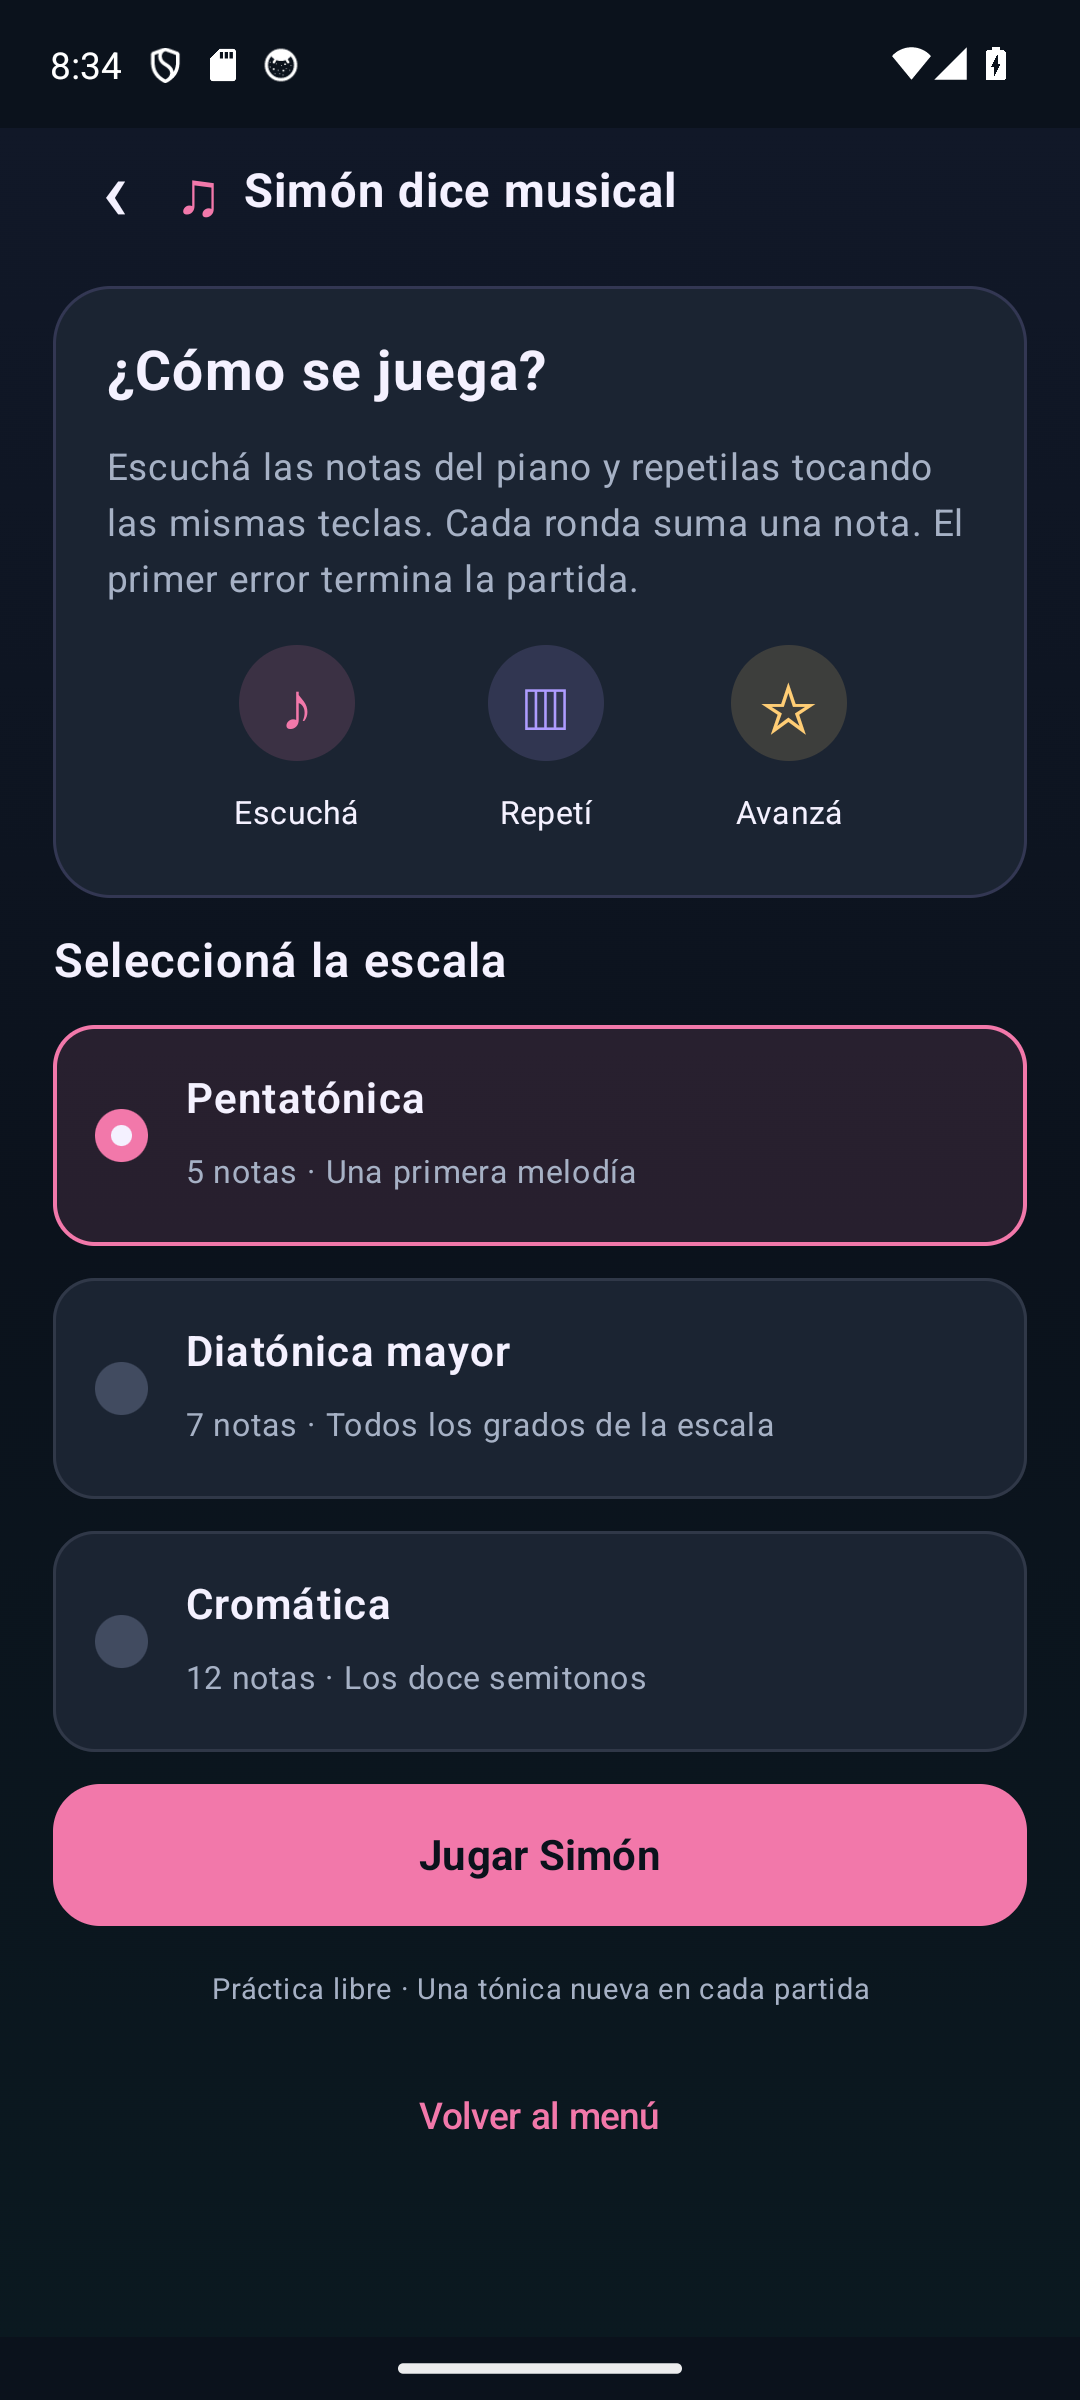 8:34
Simón dice musical
¿Cómo se juega?
Escuchá las notas del piano y repetilas tocando
las mismas teclas. Cada ronda suma una nota. El
primer error termina la partida.
Escuchá
Repetí
Avanzá
Seleccioná la escala
Pentatónica
5 notas · Una primera melodía
Diatónica mayor
7 notas · Todos los grados de la escala
Cromática
12 notas · Los doce semitonos
Jugar Simón
Práctica libre · Una tónica nueva en cada partida
Volver al menú